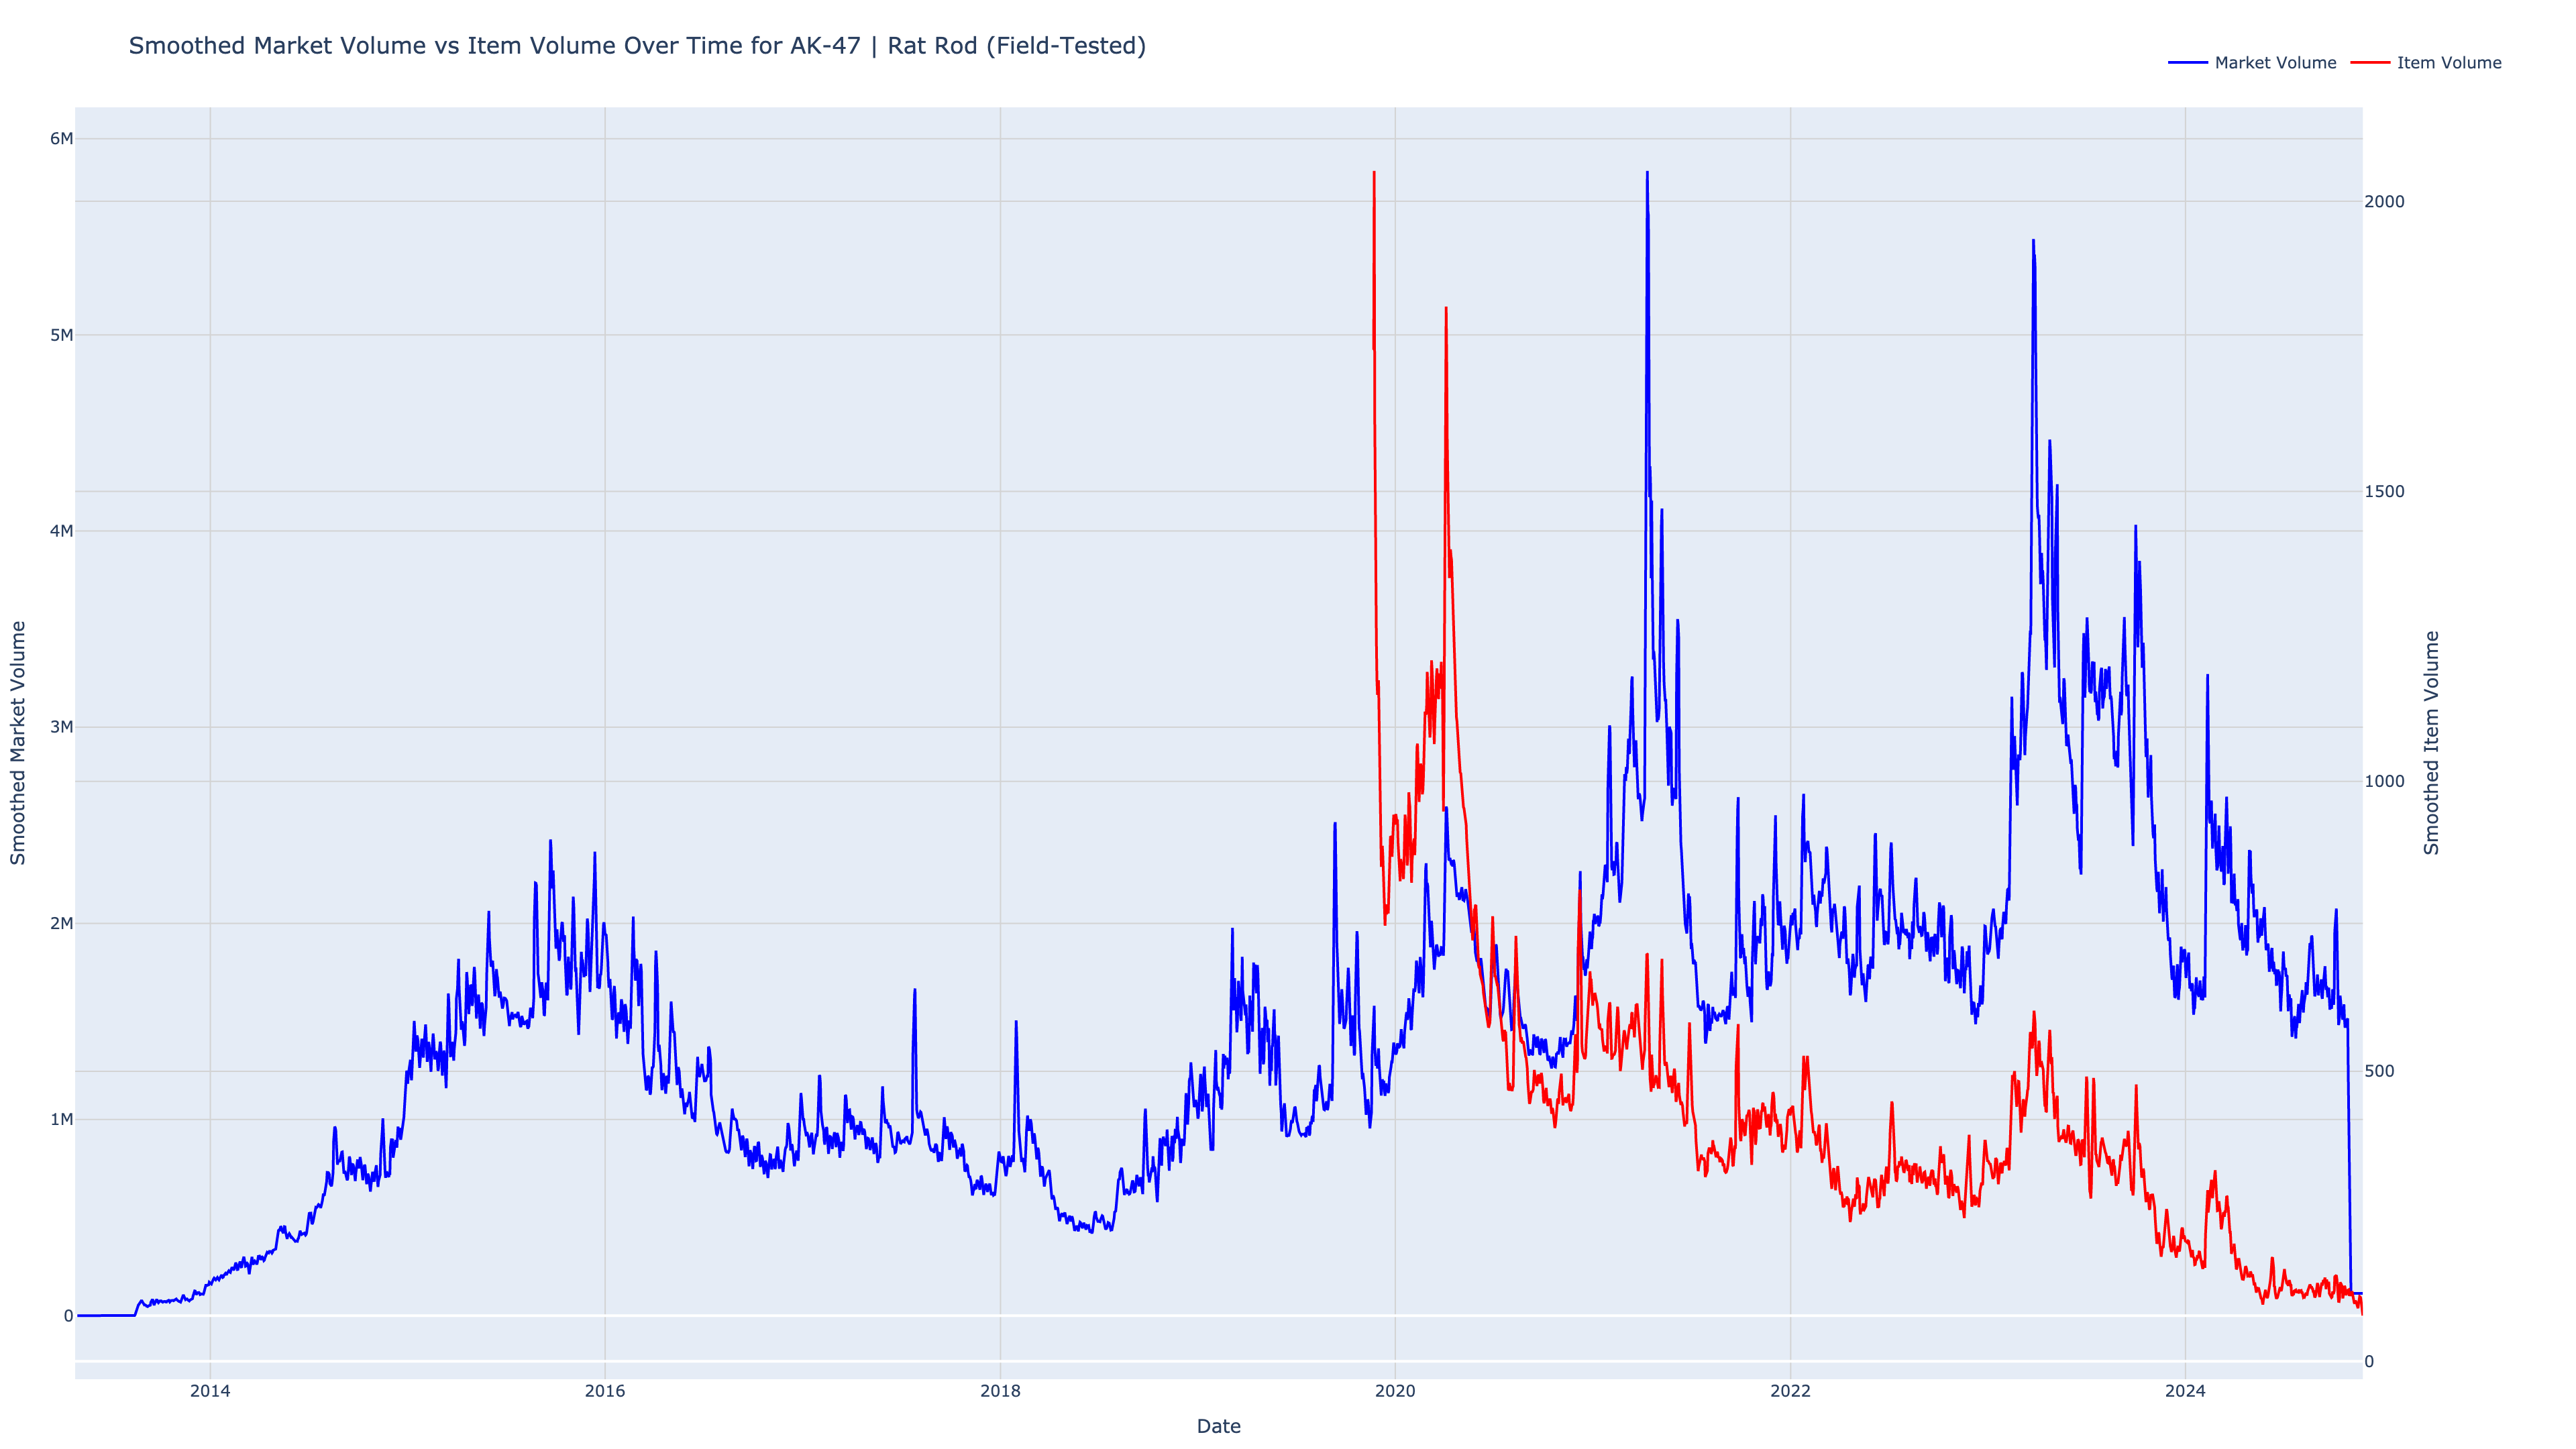 Smoothed Market Volume vs Item Volume Over Time for AK-47 | Rat Rod (Field-Tested)
Market Volume
Item Volume
6M
5M
4M
3M
2M
1M
0
Smoothed Market Volume
2000
1500
1000
500
0
Smoothed Item Volume
2014
2016
2018
2020
2022
2024
Date